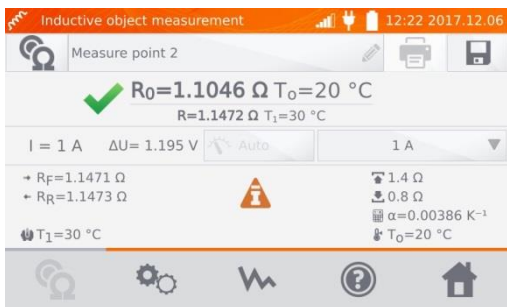 Inductive object measurement 12:22 2017.12.06
Measure point 2
R0=1.1046 Ω To=20 °C
R=1.1472 Ω T1=30 °C
I = 1 A ΔU= 1.195 V Auto 1 A
RF=1.1471 Ω 1.4 Ω
RR=1.1473 Ω 0.8 Ω
α=0.00386 K⁻¹
T1=30 °C To=20 °C